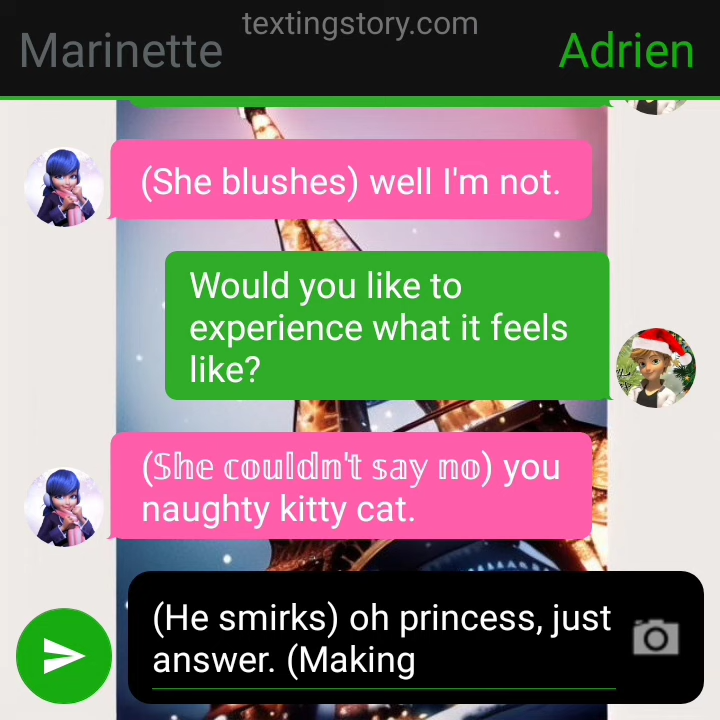 textingstory.com
Marinette
Adrien
(She blushes) well I'm not.
Would you like to
experience what it feels
like?
(𝕊𝕙𝕖 𝕔𝕠𝕦𝕝𝕕𝕟'𝕥 𝕤𝕒𝕪 𝕟𝕠) you
naughty kitty cat.
(He smirks) oh princess, just
answer. (Making